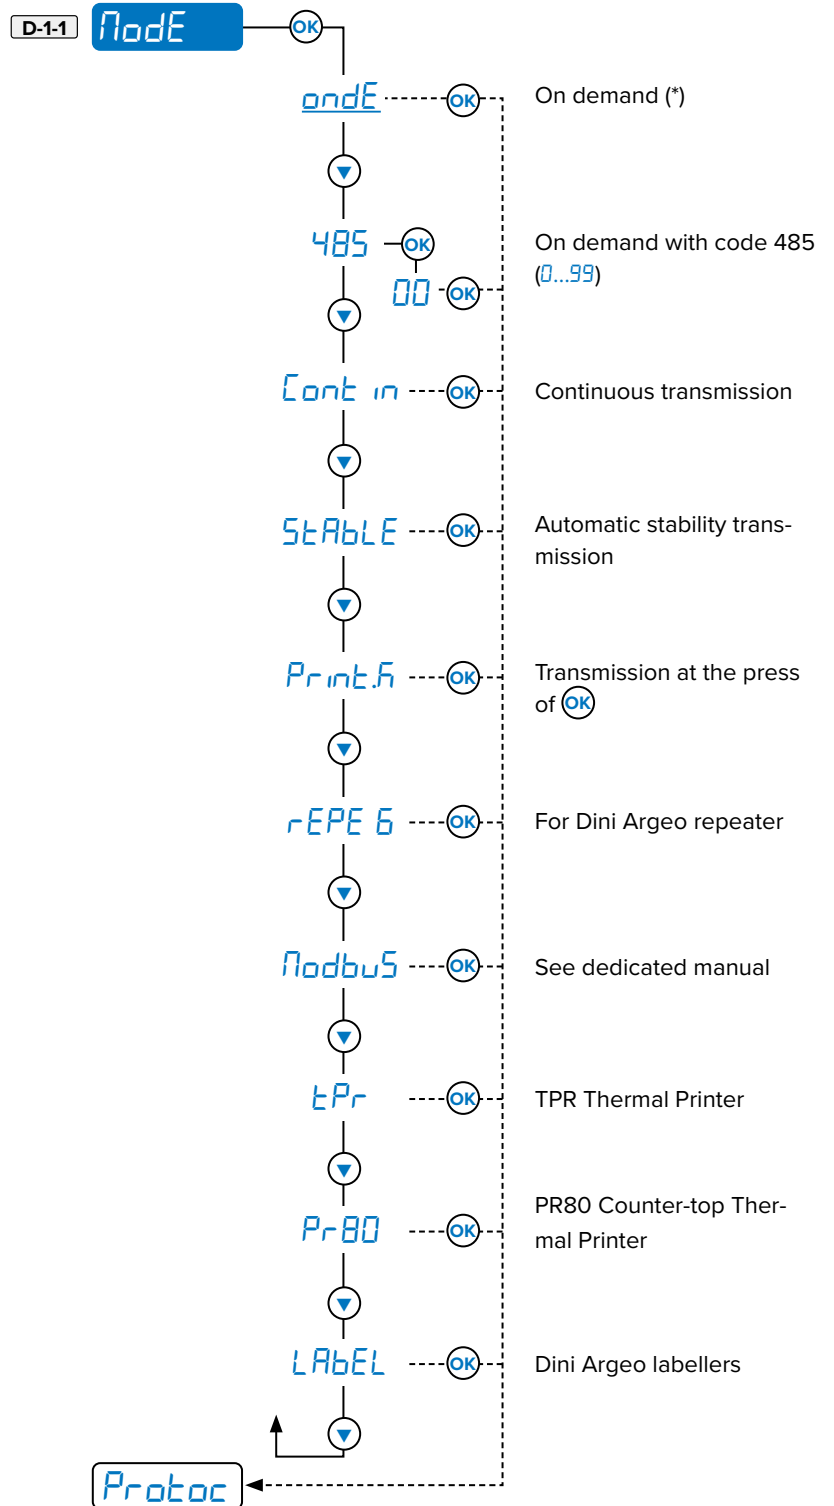 D-1-1 ModE OK
ondE OK On demand (*)
▼
485 OK On demand with code 485
00 OK (0...99)
▼
Contin OK Continuous transmission
▼
StAbLE OK Automatic stability trans-
mission
▼
Print.M OK Transmission at the press
of OK
▼
rEPE 6 OK For Dini Argeo repeater
▼
ModbuS OK See dedicated manual
▼
tPr OK TPR Thermal Printer
▼
Pr80 OK PR80 Counter-top Ther-
mal Printer
▼
LAbEL OK Dini Argeo labellers
▼
Protoc